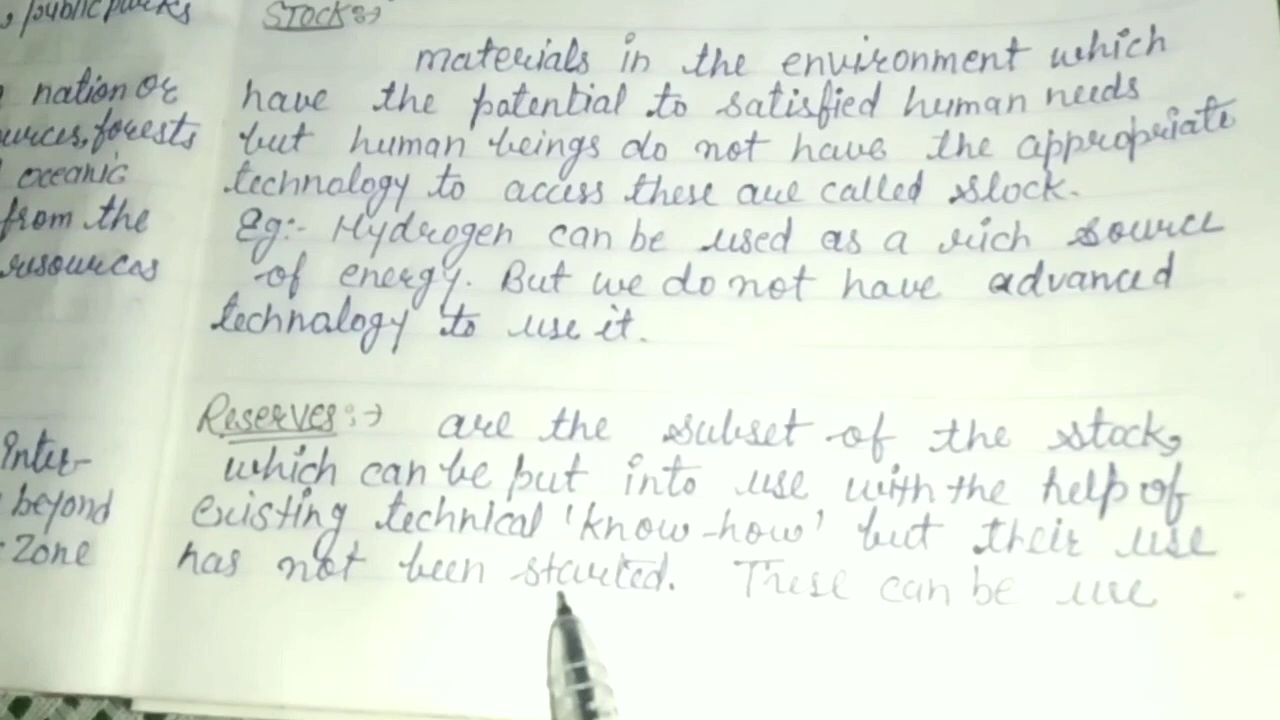 , public parks
nation or
forests
oceanic
from the
resources
Inter-
beyond
Zone
STOCK:→
materials in the environment which
have the potential to satisfied human needs
but human beings do not have the appropriate
technology to access these are called stock.
Eg:- Hydrogen can be used as a rich source
of energy. But we do not have advanced
technalogy to use it.
Reserves:→ are the subset of the stock,
which can be put into use with the help of
existing technical 'know-how' but their use
has not been started. These can be use